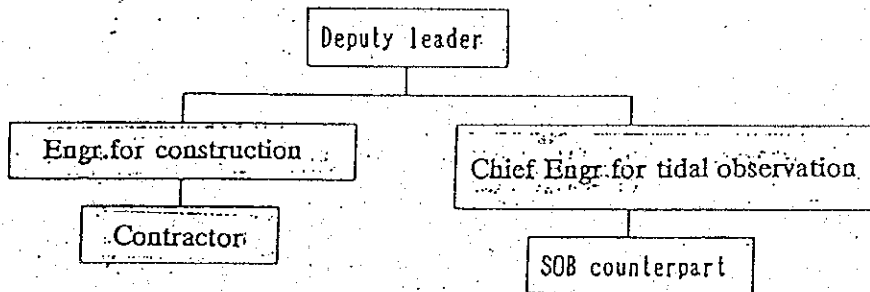 Deputy leader
Engr.for construction
Chief Engr.for tidal observation
Contractor
SOB counterpart